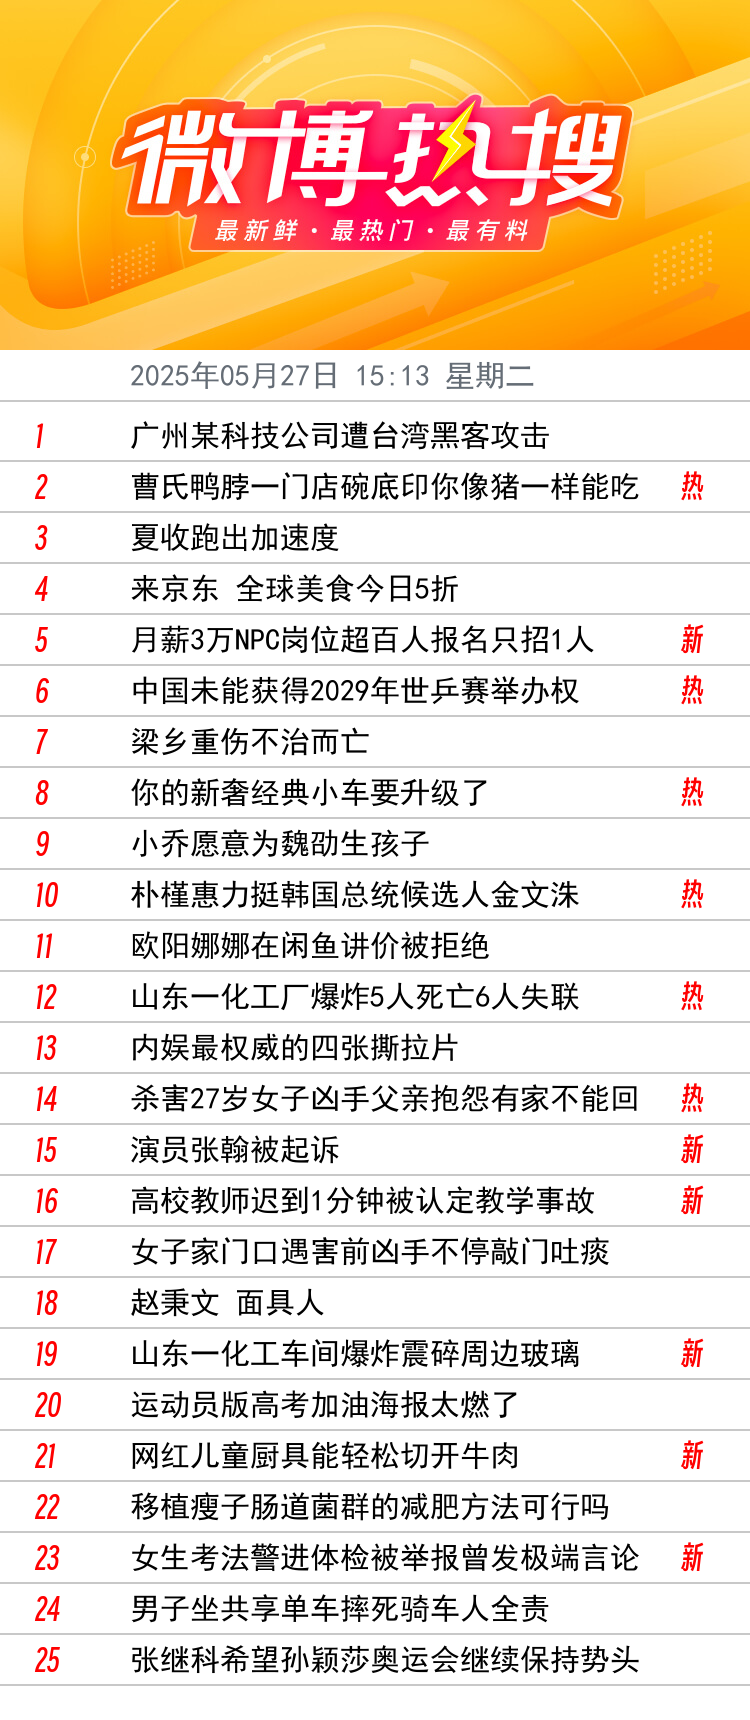 微博热搜
最新鲜·最热门·最有料
2025年05月27日 15:13 星期二
1 广州某科技公司遭台湾黑客攻击
2 曹氏鸭脖一门店碗底印你像猪一样能吃 热
3 夏收跑出加速度
4 来京东 全球美食今日5折
5 月薪3万NPC岗位超百人报名只招1人 新
6 中国未能获得2029年世乒赛举办权 热
7 梁乡重伤不治而亡
8 你的新奢经典小车要升级了 热
9 小乔愿意为魏劭生孩子
10 朴槿惠力挺韩国总统候选人金文洙 热
11 欧阳娜娜在闲鱼讲价被拒绝
12 山东一化工厂爆炸5人死亡6人失联 热
13 内娱最权威的四张撕拉片
14 杀害27岁女子凶手父亲抱怨有家不能回 热
15 演员张翰被起诉 新
16 高校教师迟到1分钟被认定教学事故 新
17 女子家门口遇害前凶手不停敲门吐痰
18 赵秉文 面具人
19 山东一化工车间爆炸震碎周边玻璃 新
20 运动员版高考加油海报太燃了
21 网红儿童厨具能轻松切开牛肉 新
22 移植瘦子肠道菌群的减肥方法可行吗
23 女生考法警进体检被举报曾发极端言论 新
24 男子坐共享单车摔死骑车人全责
25 张继科希望孙颖莎奥运会继续保持势头